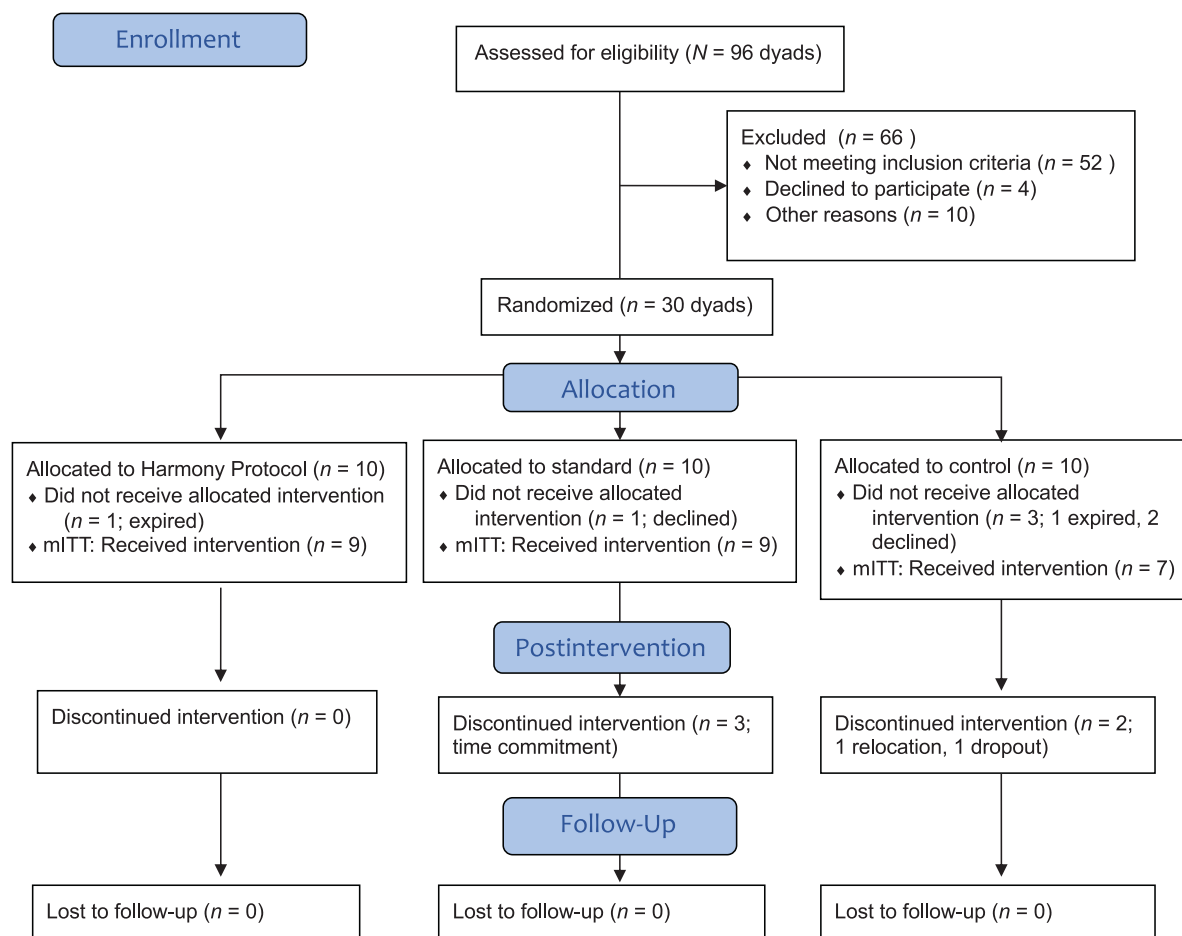 Enrollment
Assessed for eligibility (N = 96 dyads)
Excluded  (n = 66 )
♦ Not meeting inclusion criteria (n = 52 )
♦ Declined to participate (n = 4)
♦ Other reasons (n = 10)
Randomized (n = 30 dyads)
Allocation
Allocated to Harmony Protocol (n = 10)
♦ Did not receive allocated intervention
(n = 1; expired)
♦ mITT: Received intervention (n = 9)
Allocated to standard (n = 10)
♦ Did not receive allocated
intervention (n = 1; declined)
♦ mITT: Received intervention (n = 9)
Allocated to control (n = 10)
♦ Did not receive allocated
intervention (n = 3; 1 expired, 2
declined)
♦ mITT: Received intervention (n = 7)
Postintervention
Discontinued intervention (n = 0)
Discontinued intervention (n = 3;
time commitment)
Discontinued intervention (n = 2;
1 relocation, 1 dropout)
Follow-Up
Lost to follow-up (n = 0)
Lost to follow-up (n = 0)
Lost to follow-up (n = 0)